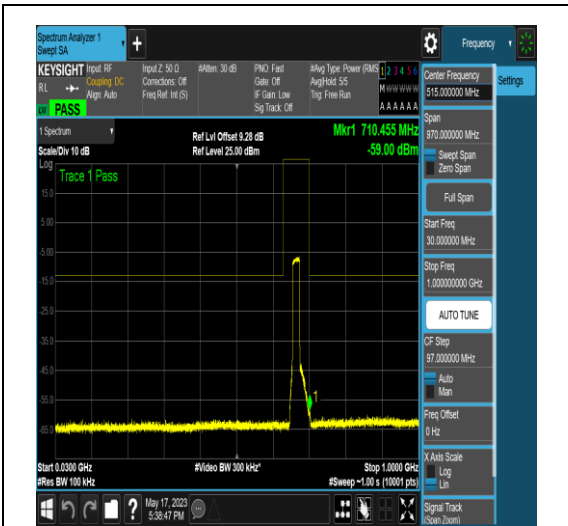 Spectrum Analyzer 1
Swept SA
+
Frequency
KEYSIGHT
RL
PASS
Input: RF
Coupling: DC
Align: Auto
Input Z: 50 Ω
Corrections: Off
Freq Ref: Int (S)
#Atten: 30 dB
PNO: Fast
Gate: Off
IF Gain: Low
Sig Track: Off
#Avg Type: Power (RMS
Avg|Hold: 5/5
Trig: Free Run
1 2 3 4 5 6
M W W W W W
A A A A A A
1 Spectrum
Scale/Div 10 dB
Ref Lvl Offset 9.28 dB
Ref Level 25.00 dBm
Mkr1 710.455 MHz
-59.00 dBm
Log
Trace 1 Pass
15.0
5.00
-5.00
-15.0
-25.0
-35.0
-45.0
-55.0
-65.0
1
Start 0.0300 GHz
#Res BW 100 kHz
#Video BW 300 kHz*
Stop 1.0000 GHz
#Sweep ~1.00 s (10001 pts)
Center Frequency
515.000000 MHz
Settings
Span
970.000000 MHz
Swept Span
Zero Span
Full Span
Start Freq
30.000000 MHz
Stop Freq
1.000000000 GHz
AUTO TUNE
CF Step
97.000000 MHz
Auto
Man
Freq Offset
0 Hz
X Axis Scale
Log
Lin
Signal Track
(Span Zoom)
?
May 17, 2023
5:38:47 PM